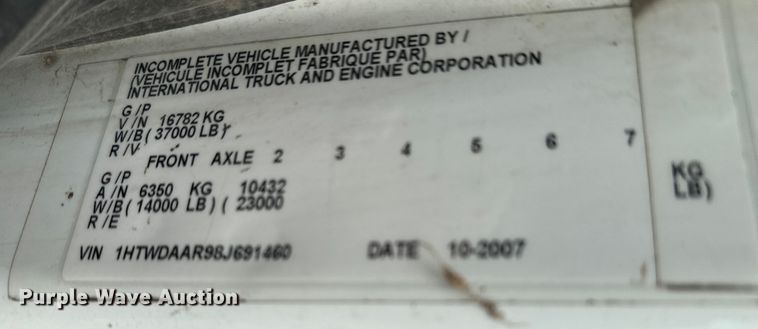 INCOMPLETE VEHICLE MANUFACTURED BY /
(VEHICULE INCOMPLET FABRIQUE PAR)
INTERNATIONAL TRUCK AND ENGINE CORPORATION
G / P
V / N 16782 KG
W/B ( 37000 LB)
R / V
FRONT AXLE 2 3 4 5 6 7
G / P
A / N 6350 KG 10432 KG
W/B ( 14000 LB) ( 23000 LB)
R / E
VIN 1HTWDAAR98J691460 DATE 10-2007
Purple Wave Auction